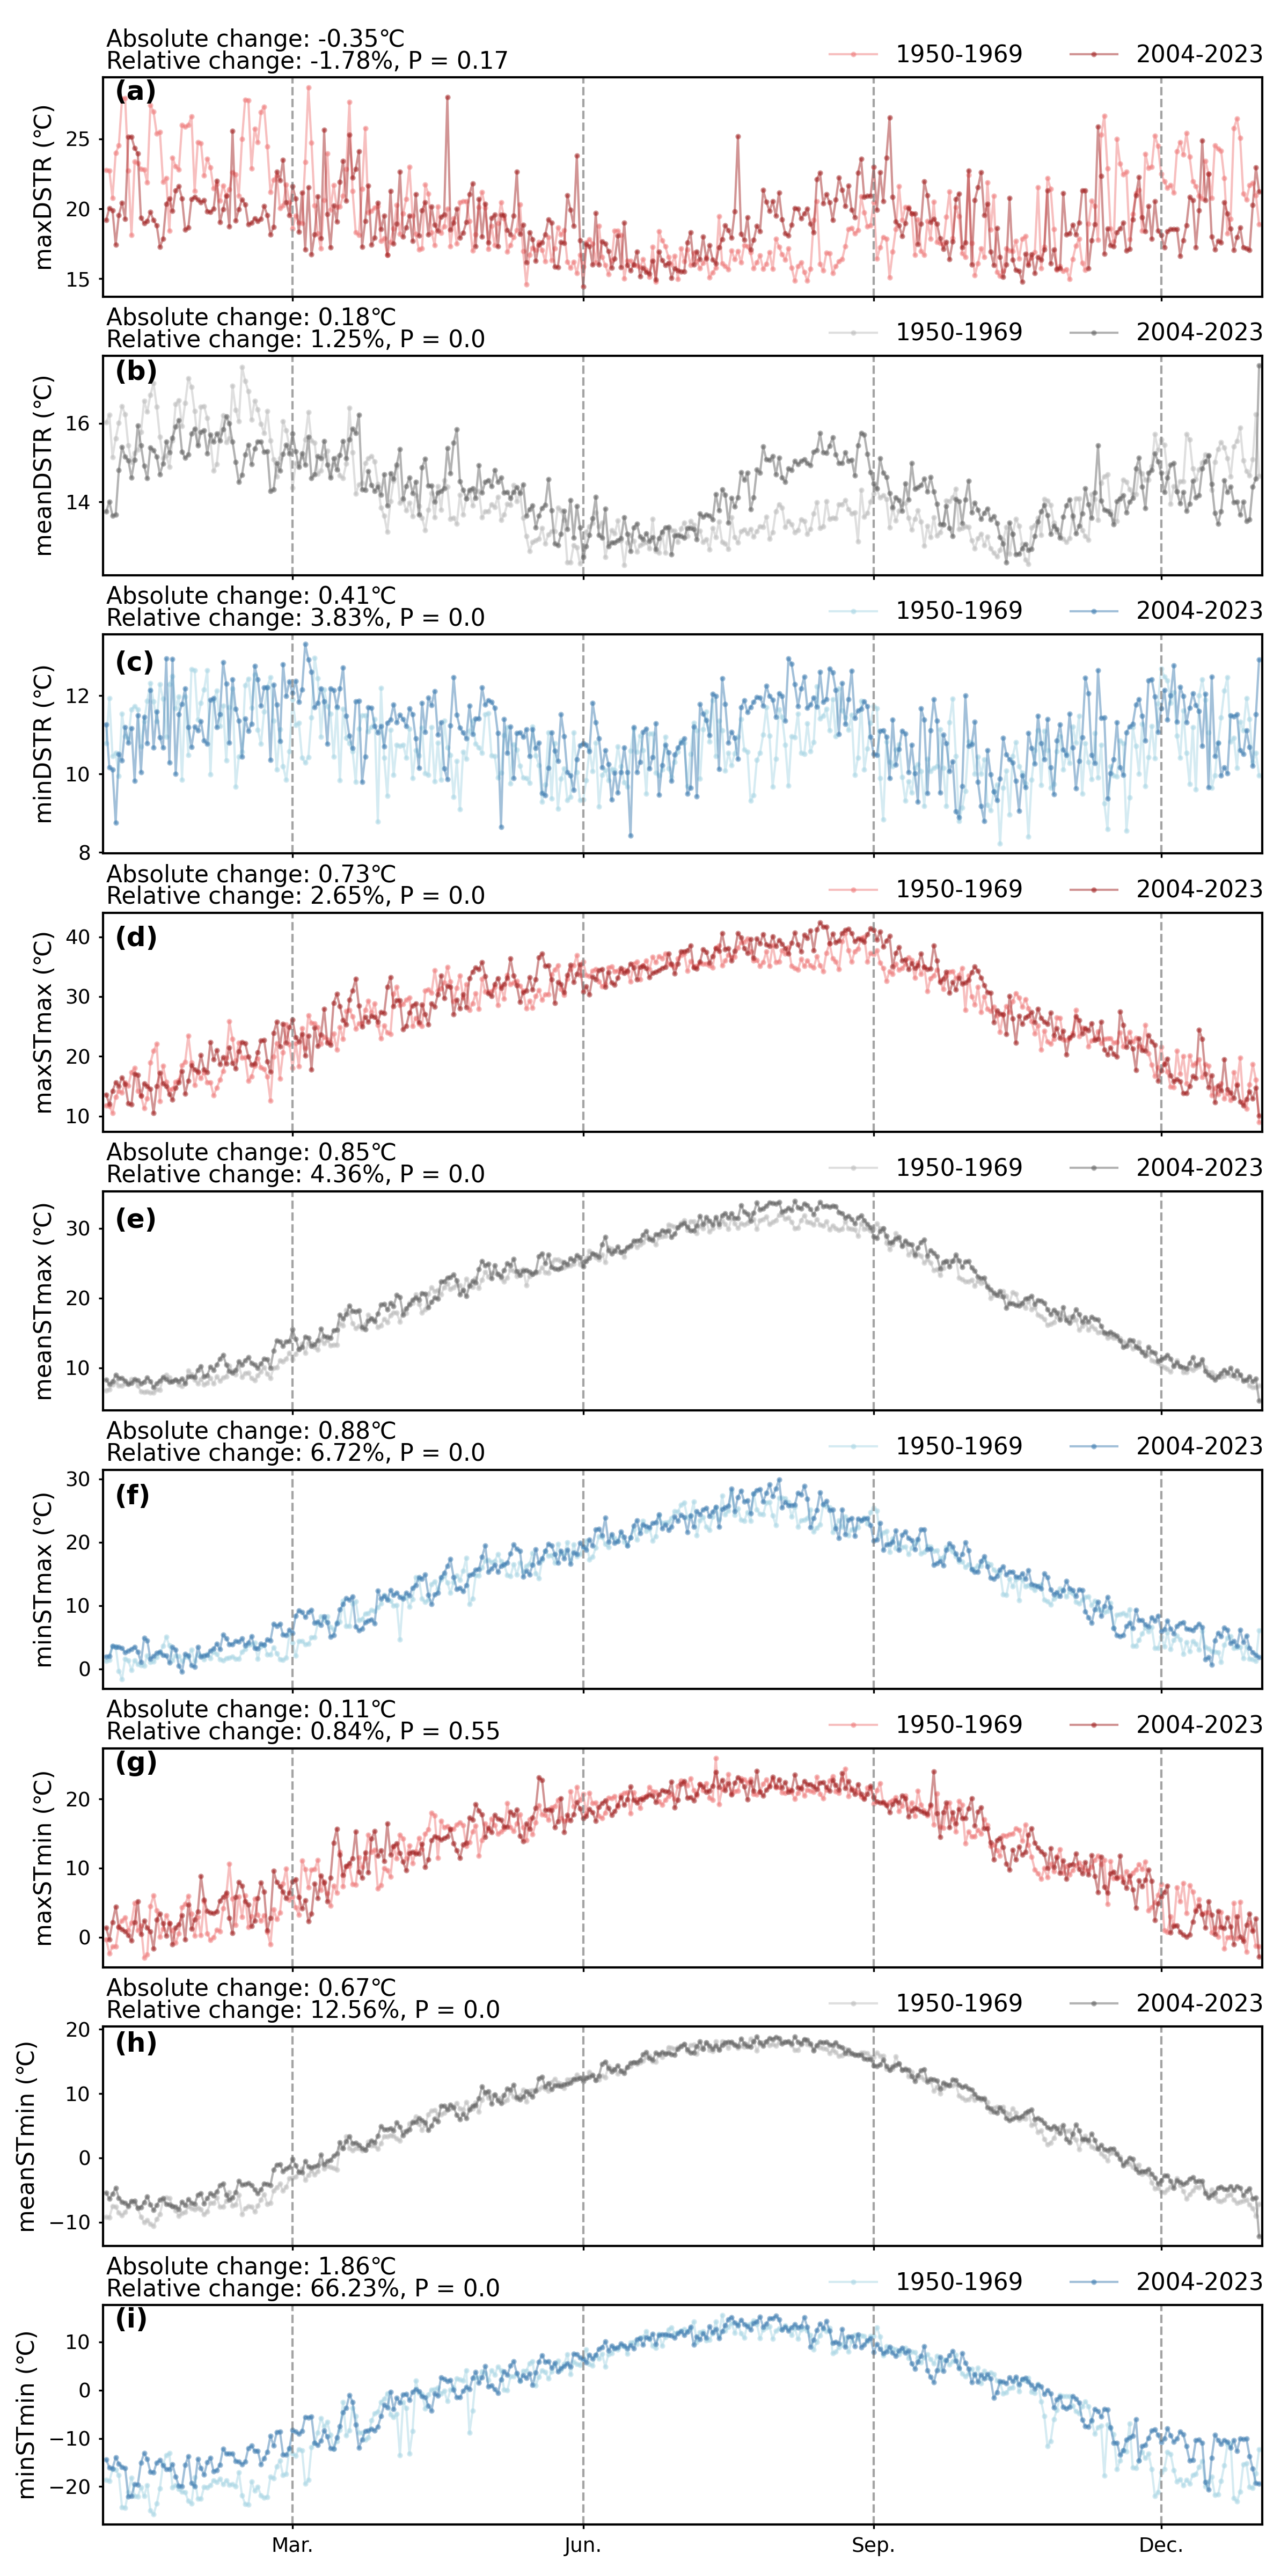 Absolute change: -0.35℃
Relative change: -1.78%, P = 0.17
1950-1969 2004-2023
(a)
maxDSTR (℃)
25
20
15
Absolute change: 0.18℃
Relative change: 1.25%, P = 0.0
1950-1969 2004-2023
(b)
meanDSTR (℃)
16
14
Absolute change: 0.41℃
Relative change: 3.83%, P = 0.0
1950-1969 2004-2023
(c)
minDSTR (℃)
12
10
8
Absolute change: 0.73℃
Relative change: 2.65%, P = 0.0
1950-1969 2004-2023
(d)
maxSTmax (℃)
40
30
20
10
Absolute change: 0.85℃
Relative change: 4.36%, P = 0.0
1950-1969 2004-2023
(e)
meanSTmax (℃)
30
20
10
Absolute change: 0.88℃
Relative change: 6.72%, P = 0.0
1950-1969 2004-2023
(f)
minSTmax (℃)
30
20
10
0
Absolute change: 0.11℃
Relative change: 0.84%, P = 0.55
1950-1969 2004-2023
(g)
maxSTmin (℃)
20
10
0
Absolute change: 0.67℃
Relative change: 12.56%, P = 0.0
1950-1969 2004-2023
(h)
meanSTmin (℃)
20
10
0
−10
Absolute change: 1.86℃
Relative change: 66.23%, P = 0.0
1950-1969 2004-2023
(i)
minSTmin (℃)
10
0
−10
−20
Mar. Jun. Sep. Dec.